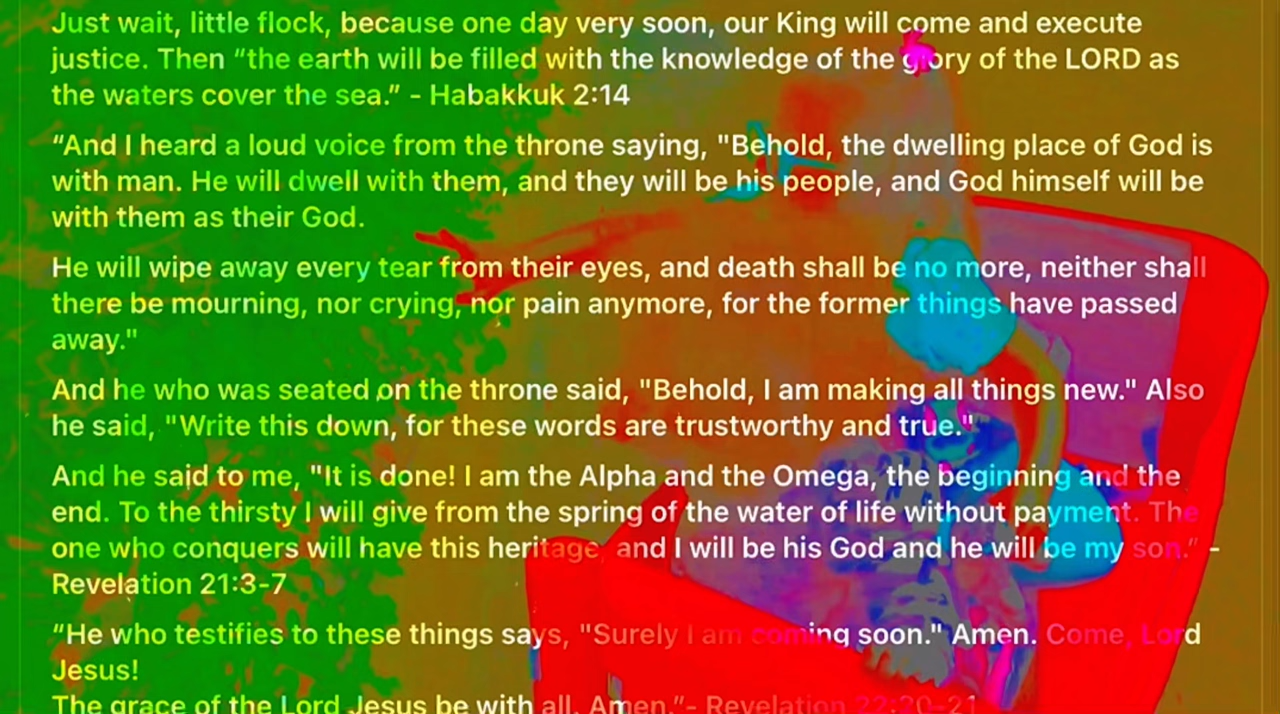 Just wait, little flock, because one day very soon, our King will come and execute
justice. Then “the earth will be filled with the knowledge of the glory of the LORD as
the waters cover the sea.” - Habakkuk 2:14
“And I heard a loud voice from the throne saying, "Behold, the dwelling place of God is
with man. He will dwell with them, and they will be his people, and God himself will be
with them as their God.
He will wipe away every tear from their eyes, and death shall be no more, neither shall
there be mourning, nor crying, nor pain anymore, for the former things have passed
away."
And he who was seated on the throne said, "Behold, I am making all things new." Also
he said, "Write this down, for these words are trustworthy and true."
And he said to me, "It is done! I am the Alpha and the Omega, the beginning and the
end. To the thirsty I will give from the spring of the water of life without payment. The
one who conquers will have this heritage, and I will be his God and he will be my son.” -
Revelation 21:3-7
“He who testifies to these things says, "Surely I am coming soon." Amen. Come, Lord
Jesus!
The grace of the Lord Jesus be with all. Amen.”- Revelation 22:20-21